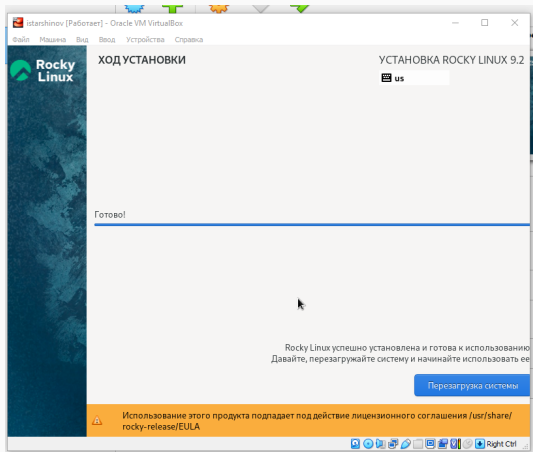 istarshinov [Работает] - Oracle VM VirtualBox
Файл Машина Вид Ввод Устройства Справка
Rocky
Linux
ХОД УСТАНОВКИ
УСТАНОВКА ROCKY LINUX 9.2
us
Готово!
Rocky Linux успешно установлена и готова к использованию
Давайте, перезагружайте систему и начинайте использовать ее
Перезагрузка системы
Использование этого продукта подпадает под действие лицензионного соглашения /usr/share/
rocky-release/EULA
Right Ctrl